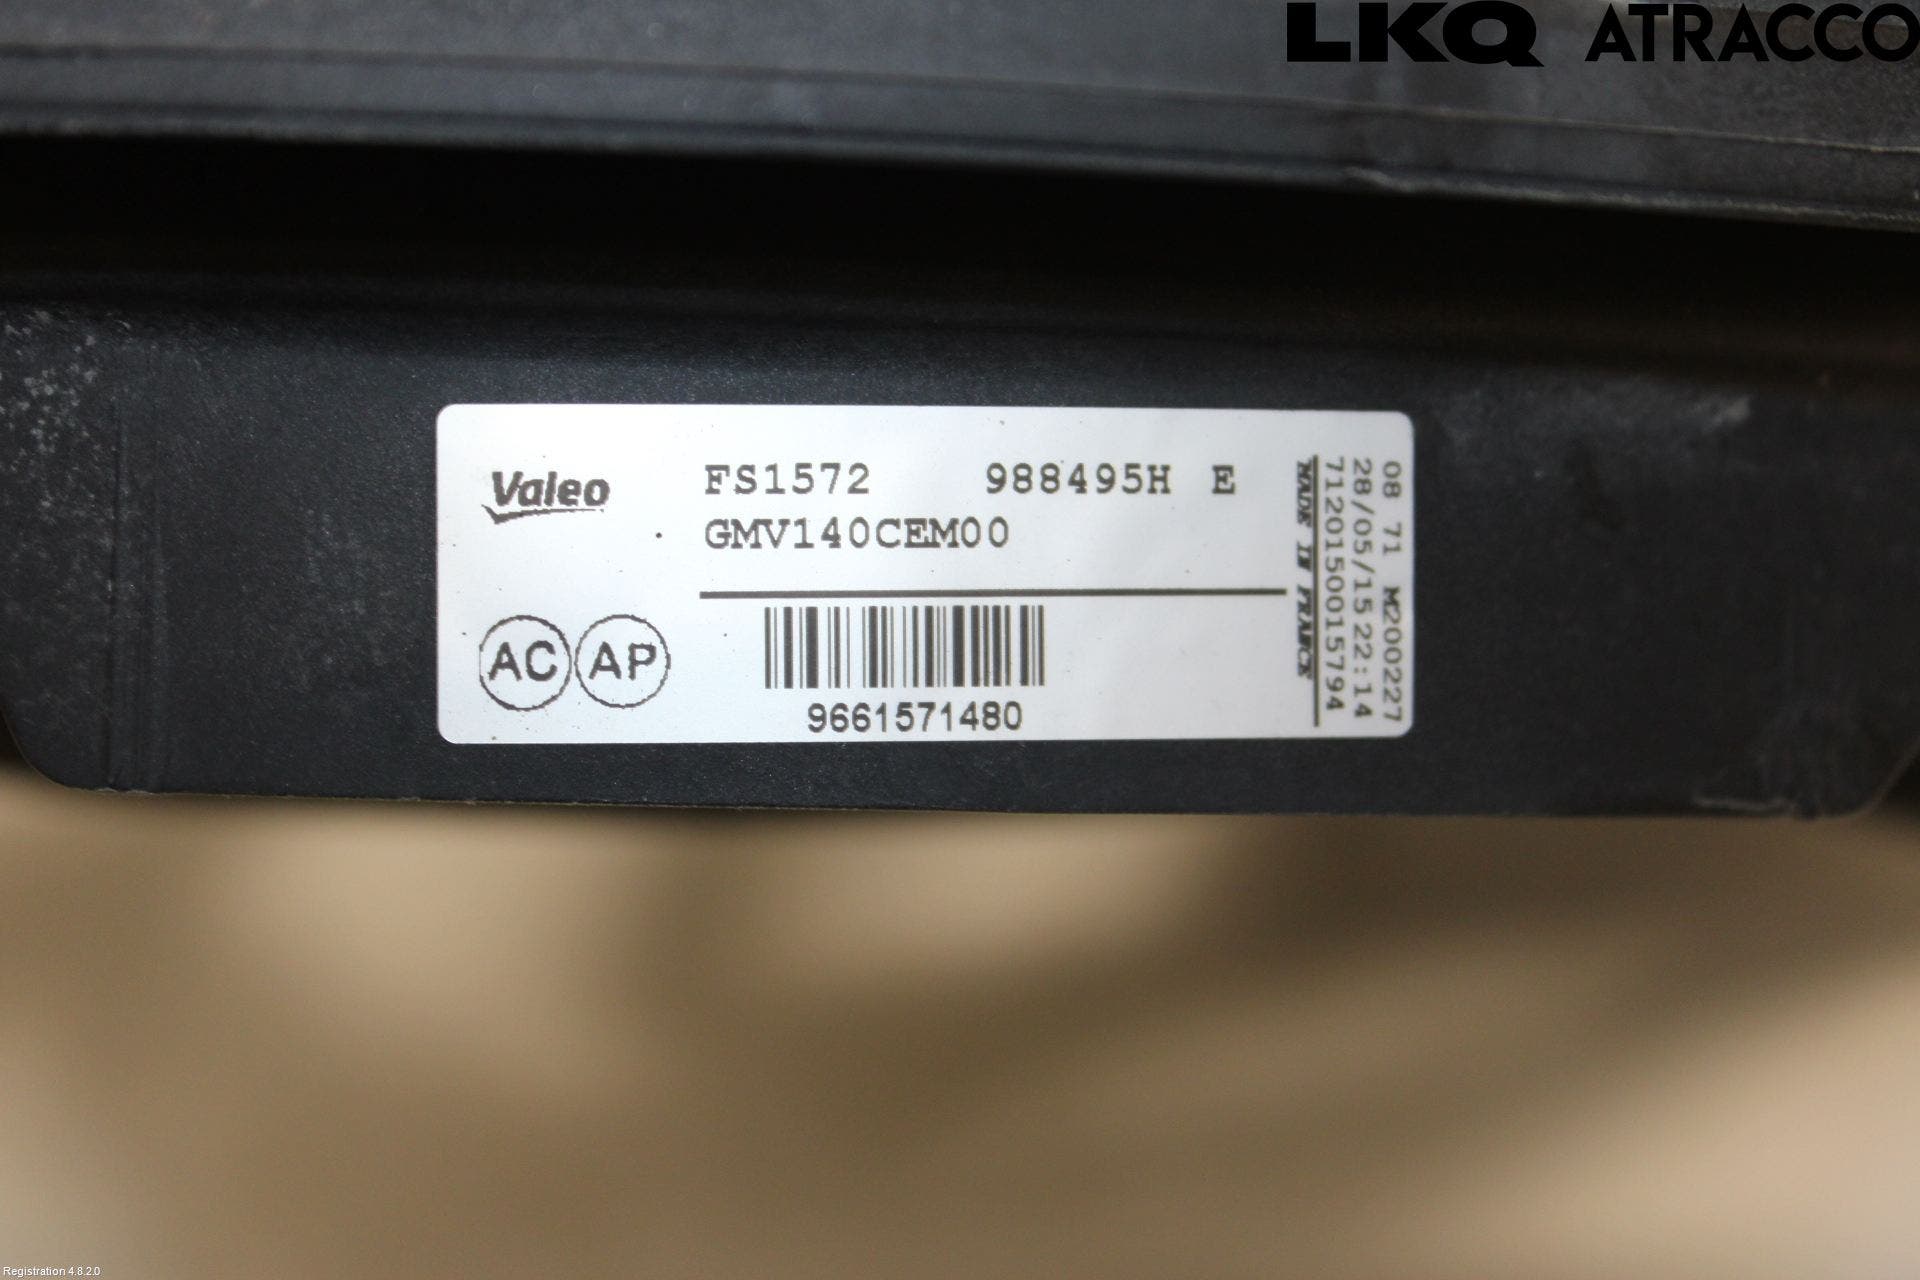 LKQ ATRACCO
Valeo
FS1572 988495H E
GMV140CEM00
AC AP
9661571480
08 71 M200227
28/05/15 22:14
7120150015794
MADE IN FRANCE
Registration 4.8.2.0